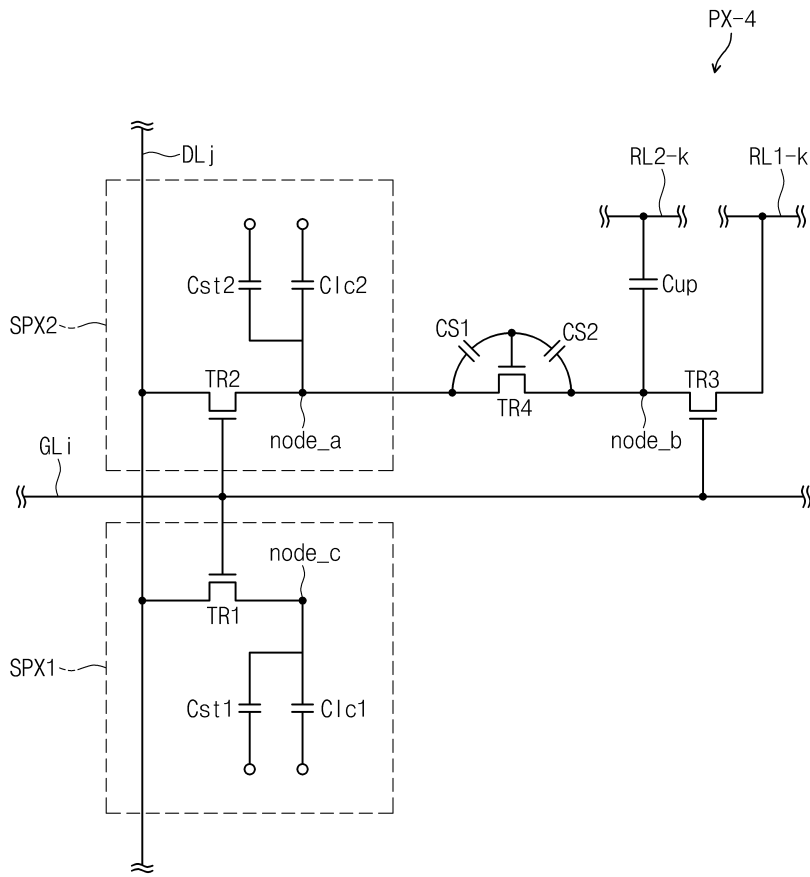 PX-4
DLj
RL2-k
RL1-k
Cst2
Clc2
Cup
SPX2
CS1
CS2
TR2
TR4
TR3
node_a
node_b
GLi
node_c
TR1
SPX1
Cst1
Clc1